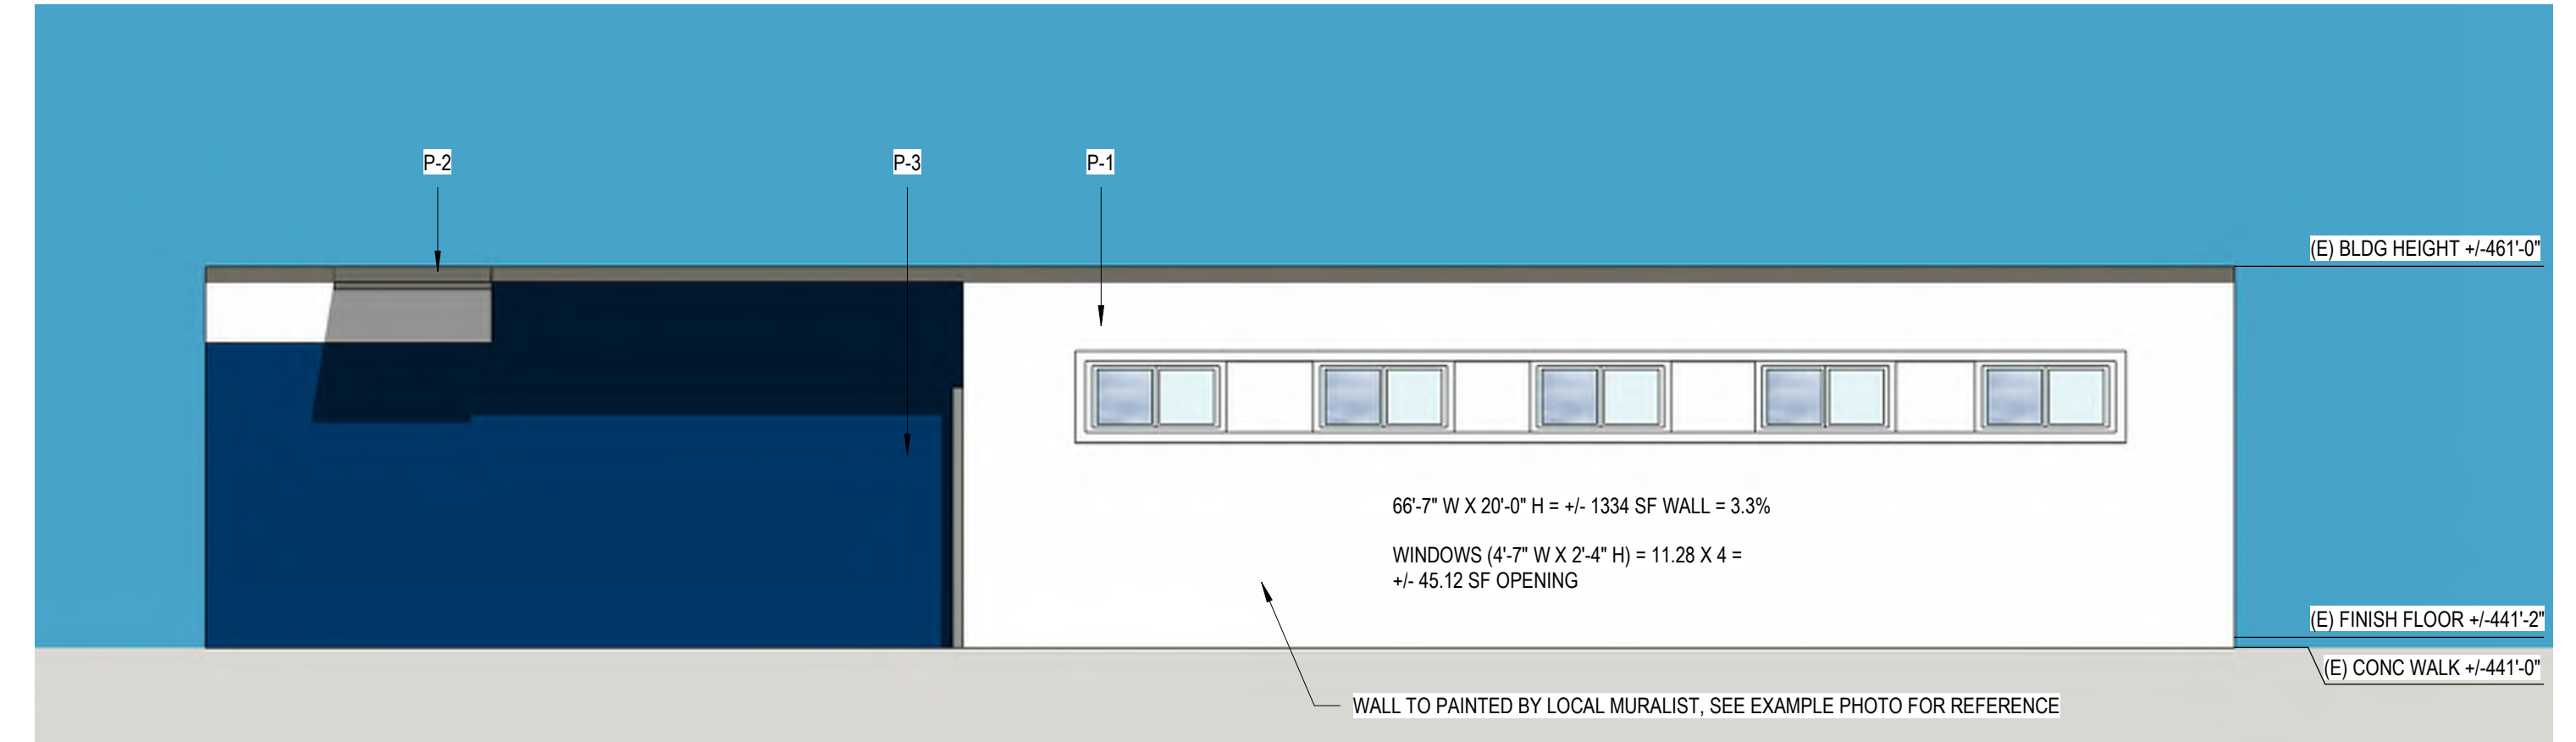 P-2
P-3
P-1
(E) BLDG HEIGHT +/-461'-0"
66'-7" W X 20'-0" H = +/- 1334 SF WALL = 3.3%
WINDOWS (4'-7" W X 2'-4" H) = 11.28 X 4 =
+/- 45.12 SF OPENING
(E) FINISH FLOOR +/-441'-2"
(E) CONC WALK +/-441'-0"
WALL TO PAINTED BY LOCAL MURALIST, SEE EXAMPLE PHOTO FOR REFERENCE